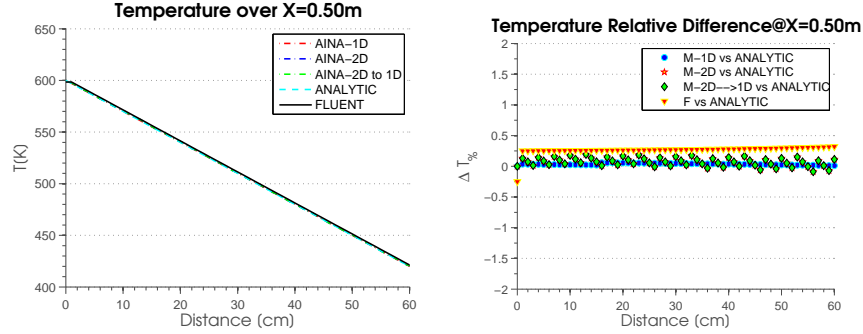 Temperature over X=0.50m
T(K)
650
600
550
500
450
400
0
10
20
30
40
50
60
Distance (cm)
AINA-1D
AINA-2D
AINA-2D to 1D
ANALYTIC
FLUENT
Temperature Relative Difference@X=0.50m
Δ T%
2
1.5
1
0.5
0
−0.5
−1
−1.5
−2
0
10
20
30
40
50
60
Distance (cm)
M-1D vs ANALYTIC
M-2D vs ANALYTIC
M-2D-->1D vs ANALYTIC
F vs ANALYTIC